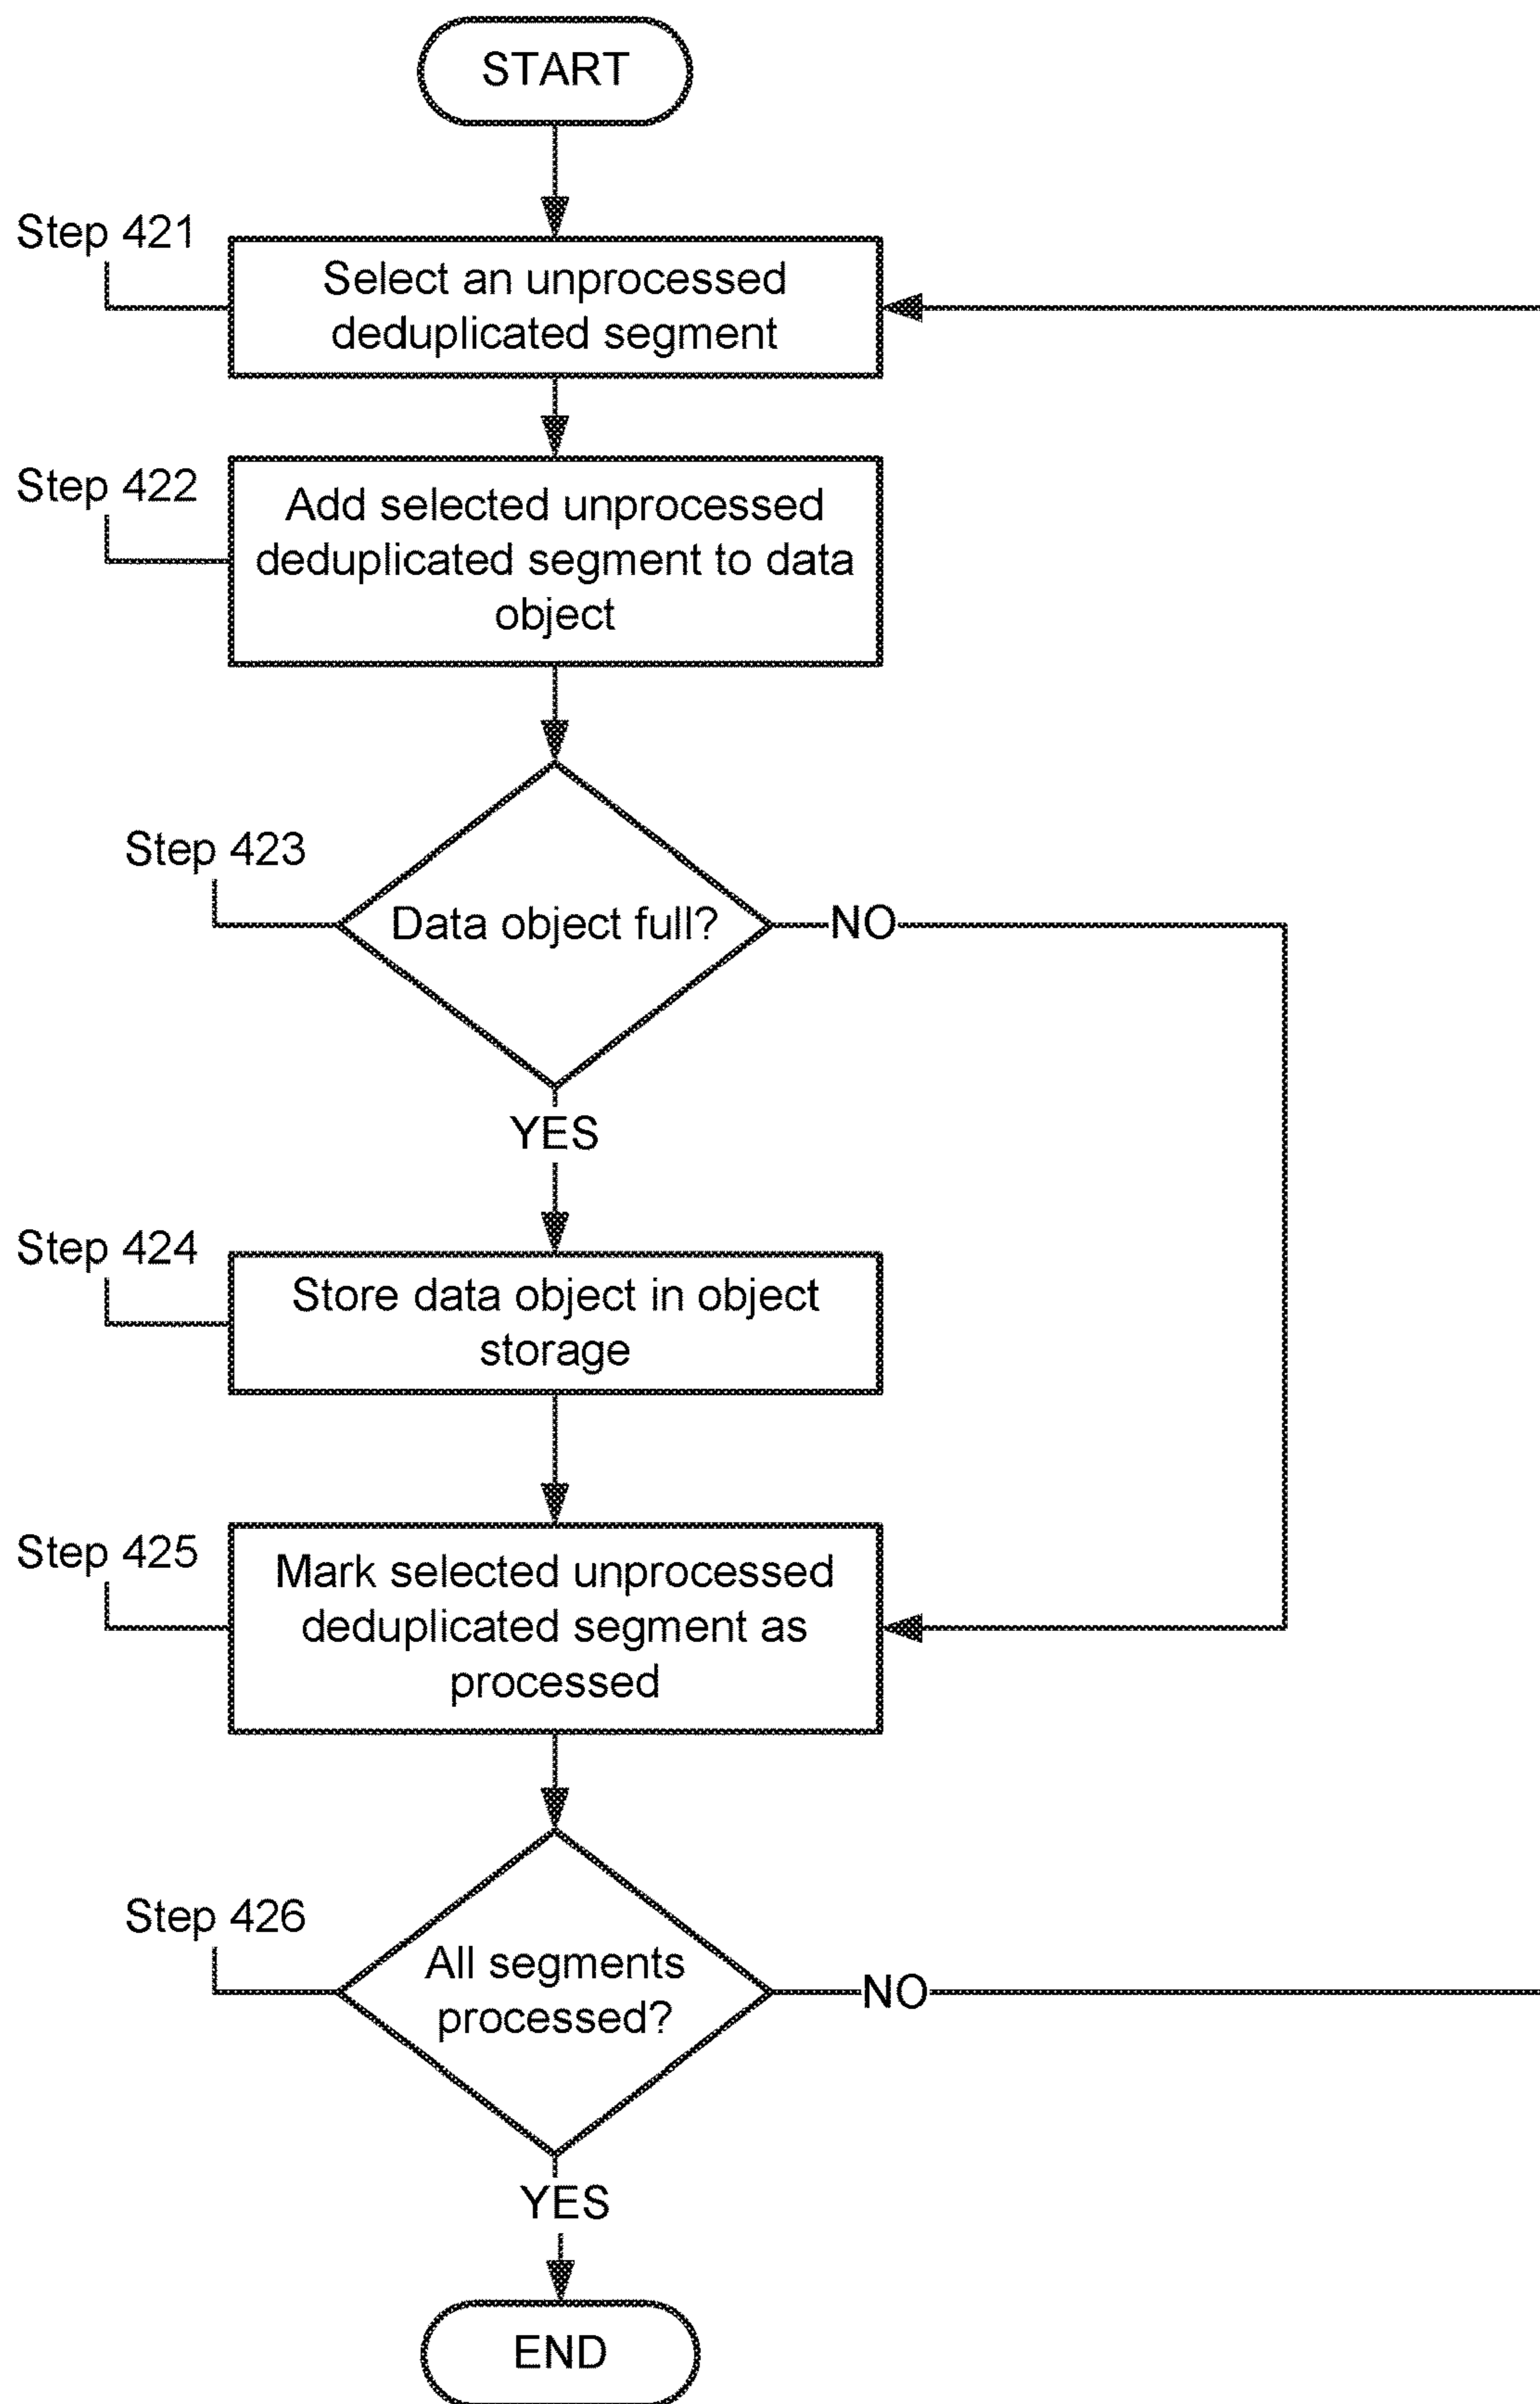 START
Step 421
Select an unprocessed
deduplicated segment
Step 422
Add selected unprocessed
deduplicated segment to data
object
Step 423
Data object full?
NO
YES
Step 424
Store data object in object
storage
Step 425
Mark selected unprocessed
deduplicated segment as
processed
Step 426
All segments
processed?
NO
YES
END